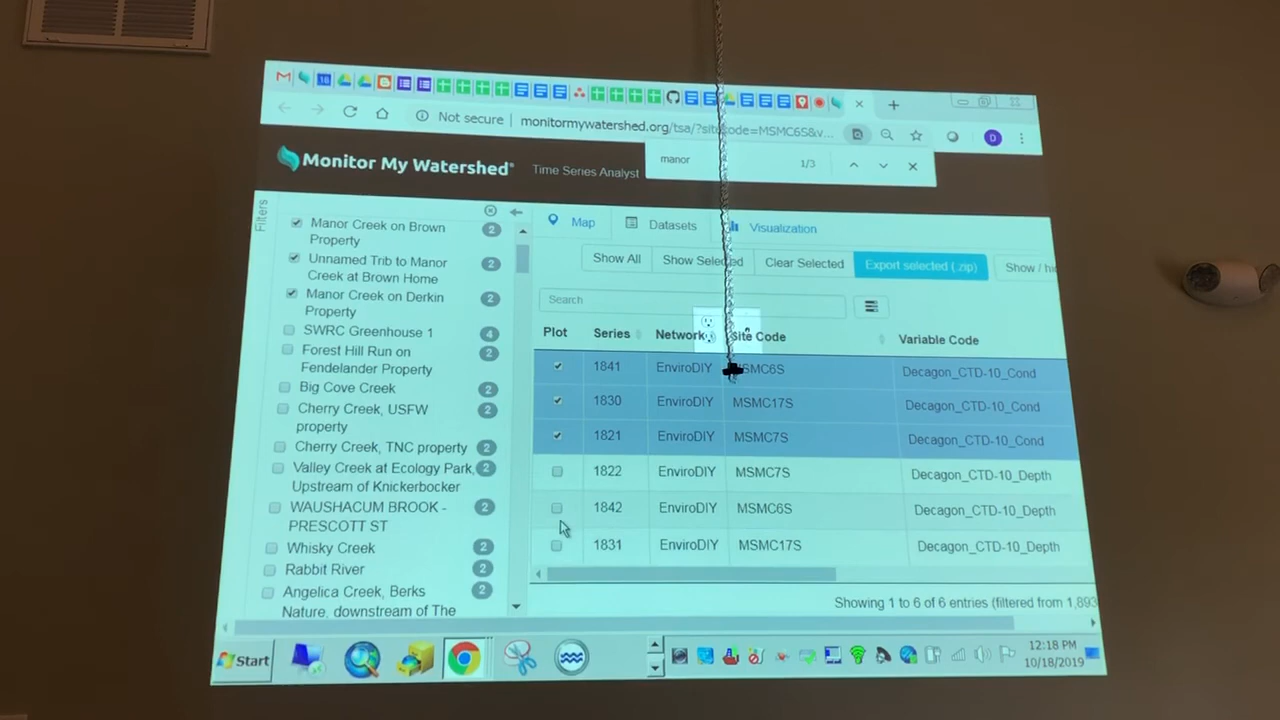 Not secure | monitormywatershed.org/tsa/?sitecode=MSMC6S&v...
Monitor My Watershed®
Time Series Analyst
manor
1/3
Filters
Manor Creek on Brown
Property
2
Unnamed Trib to Manor
Creek at Brown Home
2
Manor Creek on Derkin
Property
2
SWRC Greenhouse 1
4
Forest Hill Run on
Fendelander Property
2
Big Cove Creek
2
Cherry Creek, USFW
property
2
Cherry Creek, TNC property
2
Valley Creek at Ecology Park,
Upstream of Knickerbocker
2
WAUSHACUM BROOK -
PRESCOTT ST
2
Whisky Creek
2
Rabbit River
2
Angelica Creek, Berks
Nature, downstream of The
2
Map
Datasets
Visualization
Show All
Show Selected
Clear Selected
Export selected (.zip)
Show / hi
Search
Plot Series Network Site Code Variable Code
1841 EnviroDIY MSMC6S Decagon_CTD-10_Cond
1830 EnviroDIY MSMC17S Decagon_CTD-10_Cond
1821 EnviroDIY MSMC7S Decagon_CTD-10_Cond
1822 EnviroDIY MSMC7S Decagon_CTD-10_Depth
1842 EnviroDIY MSMC6S Decagon_CTD-10_Depth
1831 EnviroDIY MSMC17S Decagon_CTD-10_Depth
Showing 1 to 6 of 6 entries (filtered from 1,893
Start
12:18 PM
10/18/2019